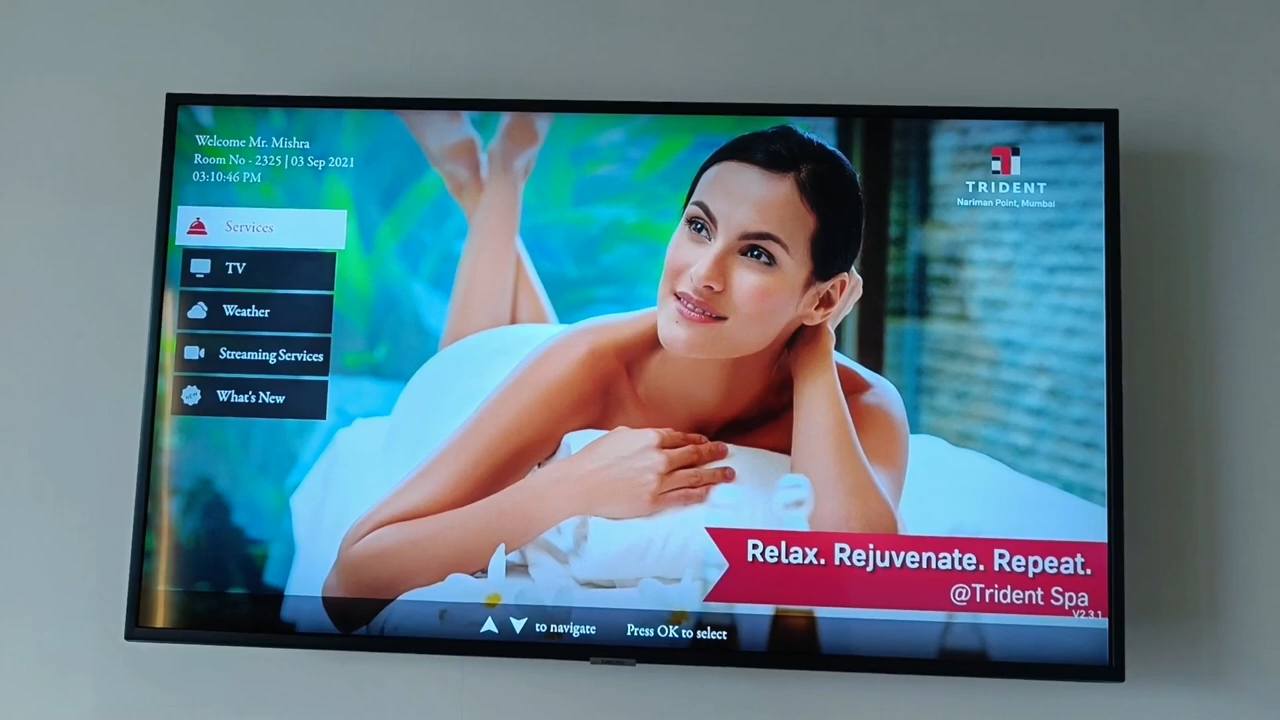 Welcome Mr. Mishra
Room No - 2325 | 03 Sep 2021
03:10:46 PM
TRIDENT
Nariman Point, Mumbai
Services
TV
Weather
Streaming Services
What's New
Relax. Rejuvenate. Repeat.
@Trident Spa
V2.3.1
to navigate
Press OK to select